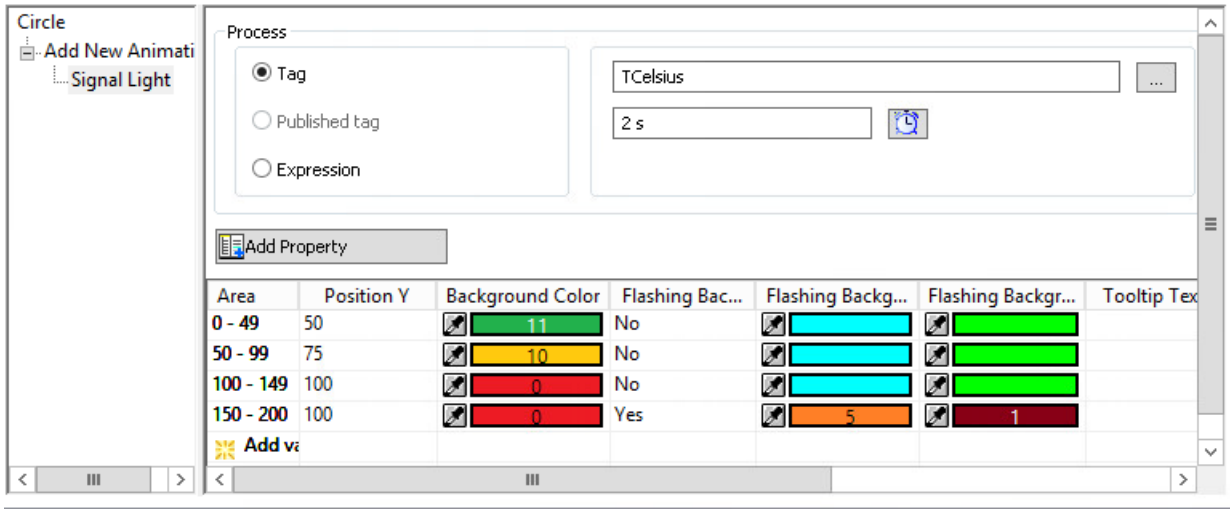 Circle
Add New Animati
Signal Light
Process
Tag
TCelsius
...
Published tag
2 s
Expression
Add Property
Area Position Y Background Color Flashing Bac... Flashing Backg... Flashing Backgr... Tooltip Tex
0 - 49 50 11 No
50 - 99 75 10 No
100 - 149 100 0 No
150 - 200 100 0 Yes 5 1
Add va